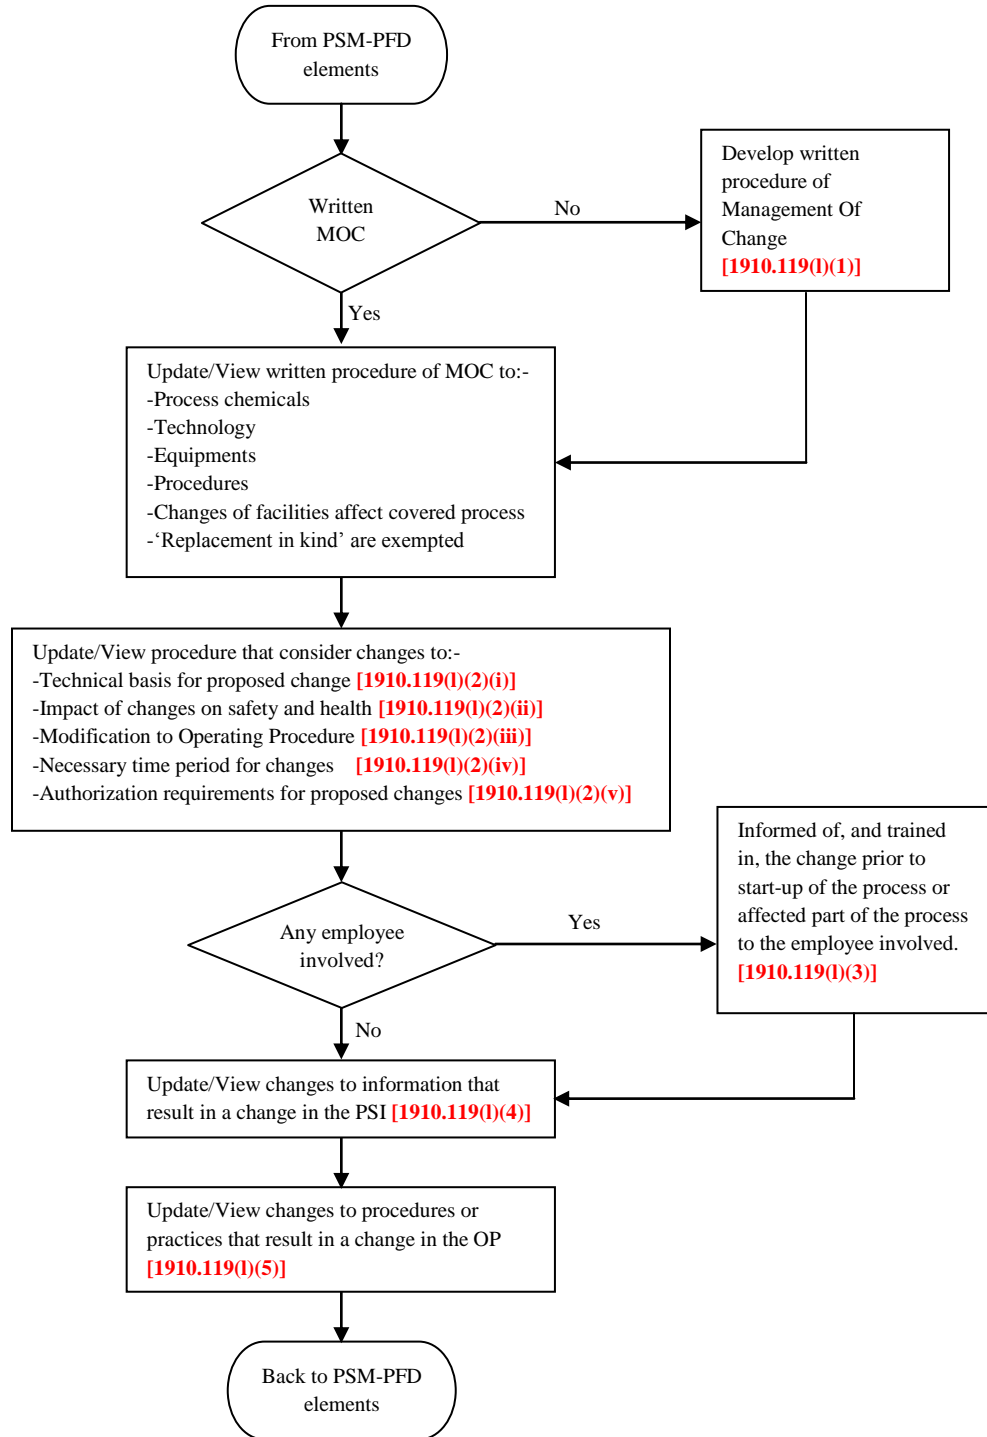 From PSM-PFD
elements
Written
MOC
No
Develop written
procedure of
Management Of
Change
[1910.119(l)(1)]
Yes
Update/View written procedure of MOC to:-
-Process chemicals
-Technology
-Equipments
-Procedures
-Changes of facilities affect covered process
-‘Replacement in kind’ are exempted
Update/View procedure that consider changes to:-
-Technical basis for proposed change [1910.119(l)(2)(i)]
-Impact of changes on safety and health [1910.119(l)(2)(ii)]
-Modification to Operating Procedure [1910.119(l)(2)(iii)]
-Necessary time period for changes [1910.119(l)(2)(iv)]
-Authorization requirements for proposed changes [1910.119(l)(2)(v)]
Any employee
involved?
Yes
Informed of, and trained
in, the change prior to
start-up of the process or
affected part of the process
to the employee involved.
[1910.119(l)(3)]
No
Update/View changes to information that
result in a change in the PSI [1910.119(l)(4)]
Update/View changes to procedures or
practices that result in a change in the OP
[1910.119(l)(5)]
Back to PSM-PFD
elements